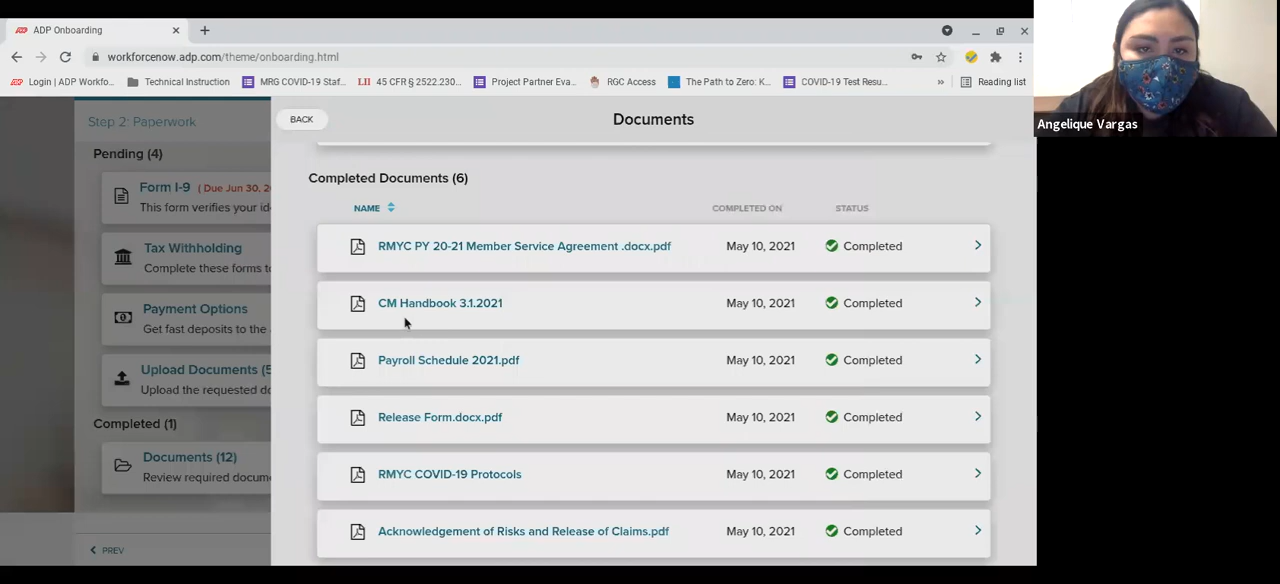 ADP Onboarding
workforcenow.adp.com/theme/onboarding.html
Login | ADP Workfo... Technical Instruction MRG COVID-19 Staf... LII 45 CFR § 2522.230... Project Partner Eva... RGC Access The Path to Zero: K... COVID-19 Test Resu... » Reading list
Angelique Vargas
Step 2: Paperwork
Pending (4)
Form I-9 ( Due Jun 30, 2
This form verifies your id
Tax Withholding
Complete these forms t
Payment Options
Get fast deposits to the
Upload Documents (5
Upload the requested do
Completed (1)
Documents (12)
Review required docum
PREV
BACK
Documents
Completed Documents (6)
NAME COMPLETED ON STATUS
RMYC PY 20-21 Member Service Agreement .docx.pdf May 10, 2021 Completed
CM Handbook 3.1.2021 May 10, 2021 Completed
Payroll Schedule 2021.pdf May 10, 2021 Completed
Release Form.docx.pdf May 10, 2021 Completed
RMYC COVID-19 Protocols May 10, 2021 Completed
Acknowledgement of Risks and Release of Claims.pdf May 10, 2021 Completed